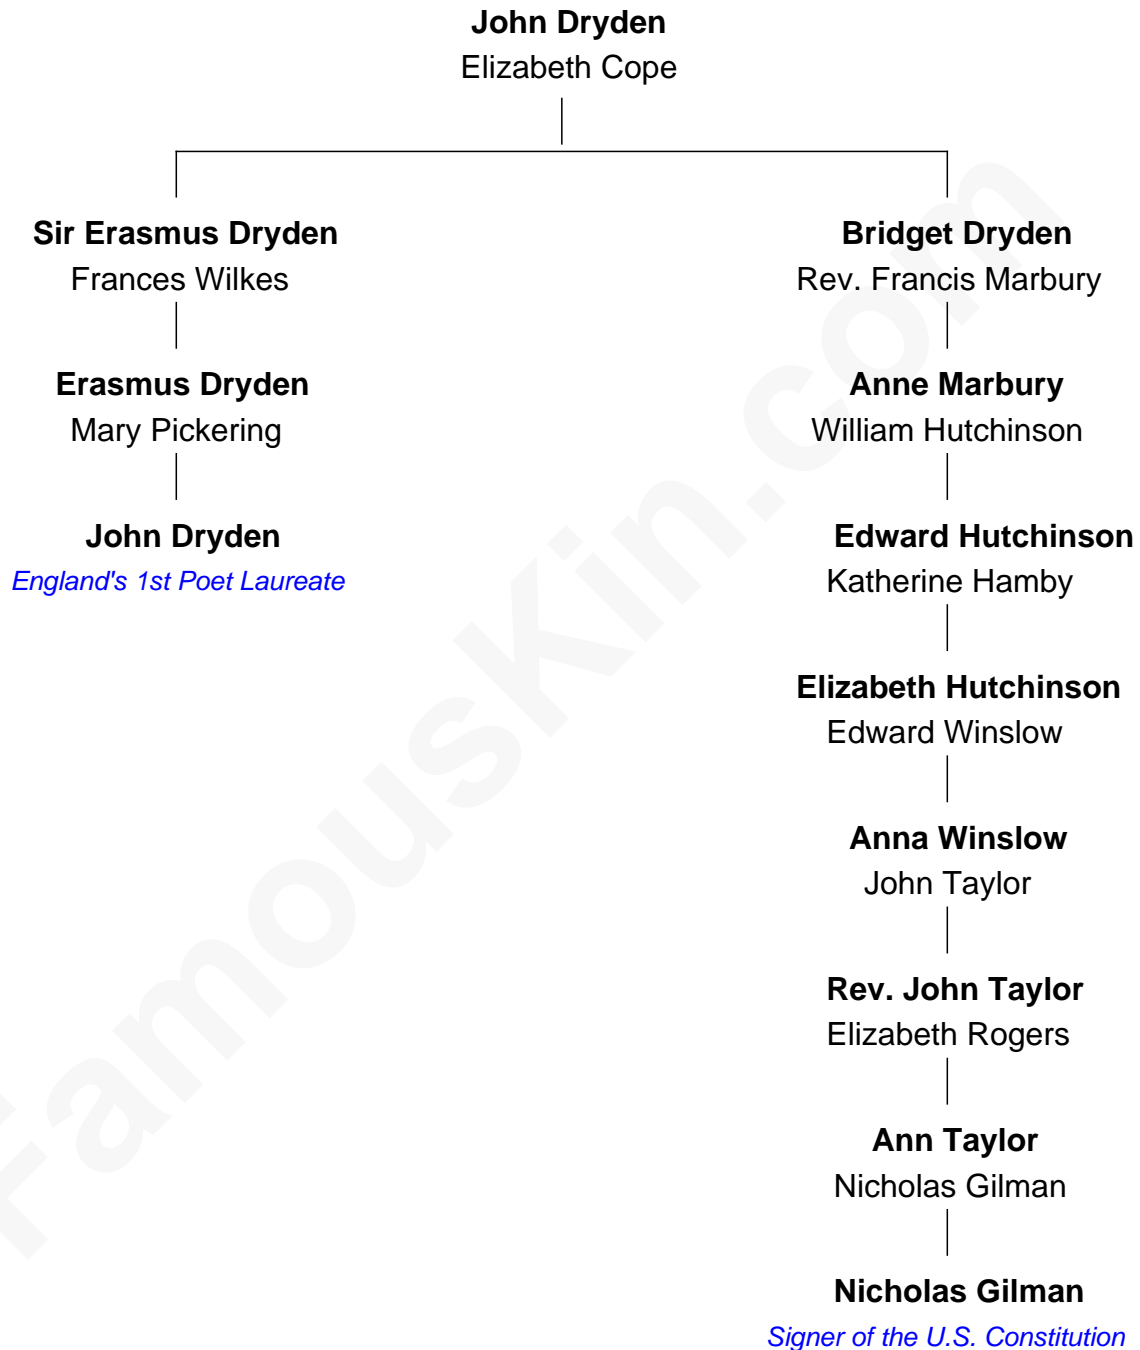 John Dryden
Elizabeth Cope
Sir Erasmus Dryden
Frances Wilkes
Bridget Dryden
Rev. Francis Marbury
Erasmus Dryden
Mary Pickering
Anne Marbury
William Hutchinson
John Dryden
England's 1st Poet Laureate
Edward Hutchinson
Katherine Hamby
Elizabeth Hutchinson
Edward Winslow
Anna Winslow
John Taylor
Rev. John Taylor
Elizabeth Rogers
Ann Taylor
Nicholas Gilman
Nicholas Gilman
Signer of the U.S. Constitution
FamousKin.com